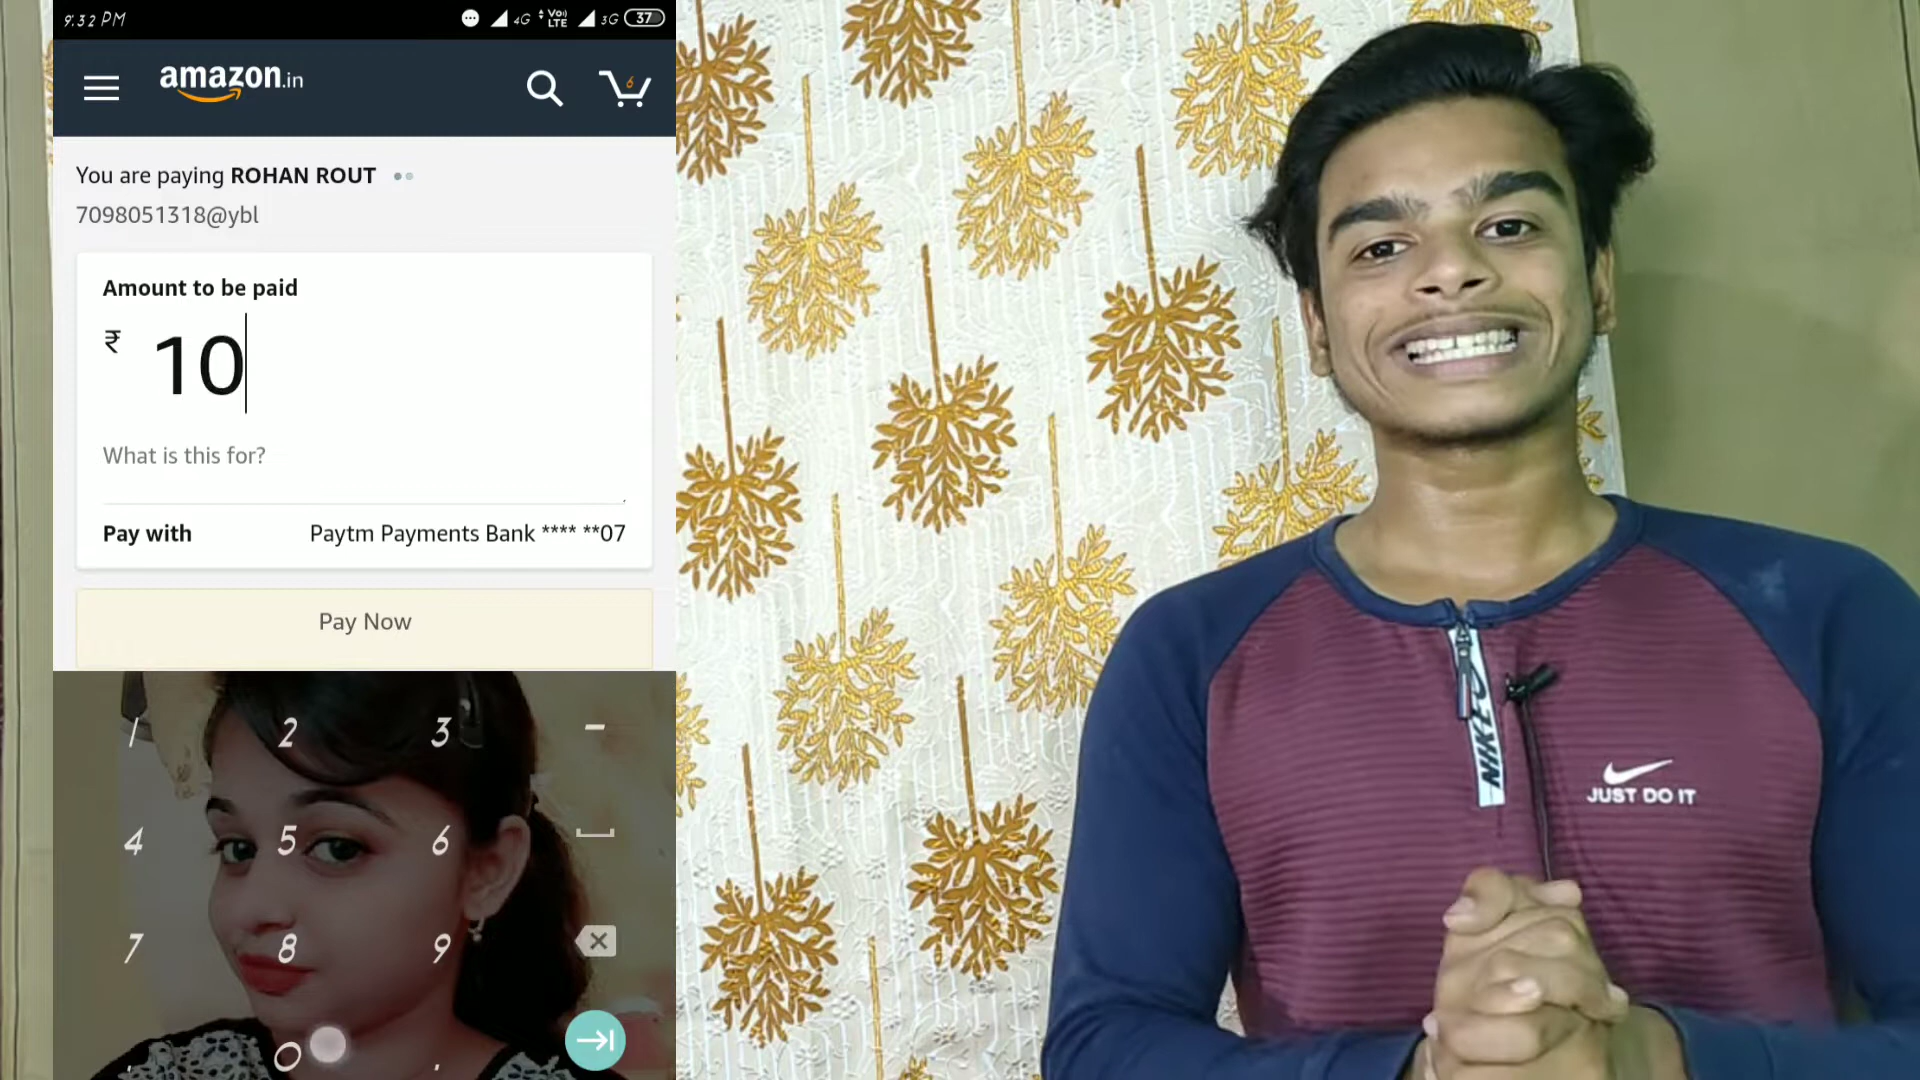 9:32 PM
4G VoLTE 3G 37
amazon.in
6
You are paying ROHAN ROUT
7098051318@ybl
Amount to be paid
₹ 10
What is this for?
Pay with Paytm Payments Bank **** **07
Pay Now
1 2 3 -
4 5 6
7 8 9
. 0 ,
NIKE
JUST DO IT